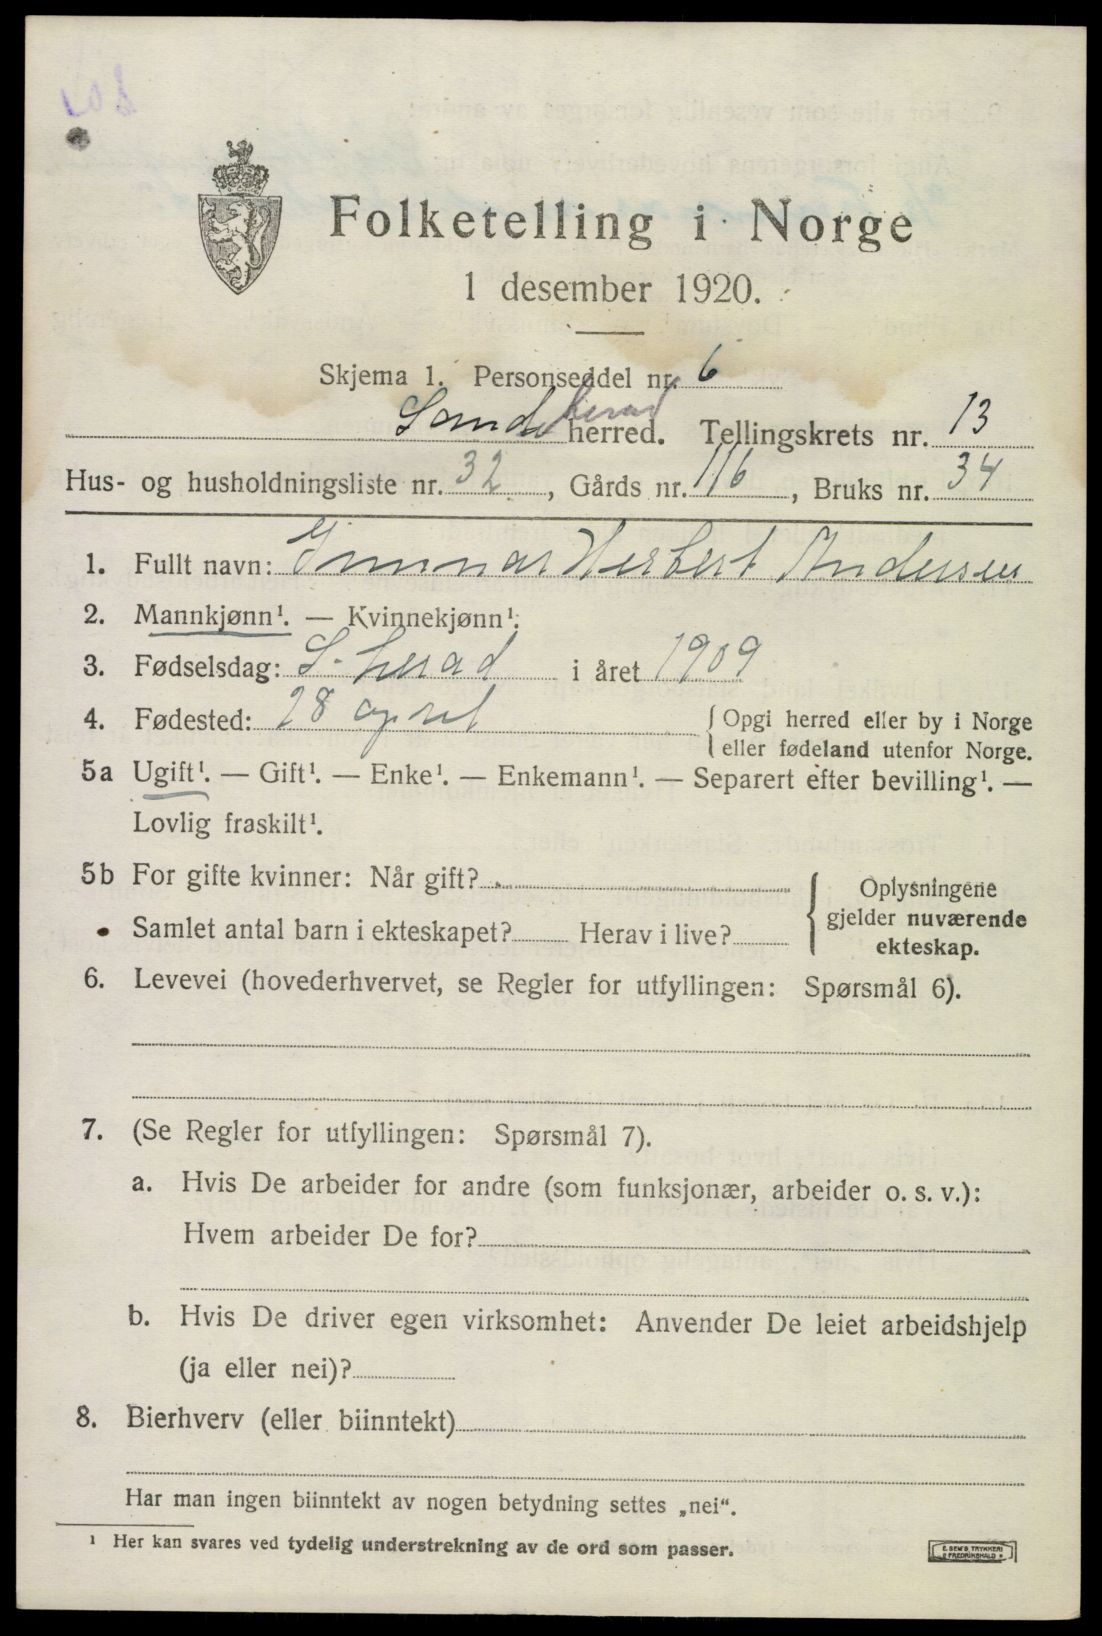 Folketelling i Norge
1 desember 1920.
Skjema 1. Personseddel nr. 6
Sande herad herred. Tellingskrets nr. 13
Hus- og husholdningsliste nr. 32, Gårds nr. 116, Bruks nr. 34
1. Fullt navn: Gunnar Herbert Andersen
2. Mannkjønn¹. — Kvinnekjønn¹.
3. Fødselsdag: S. herad i året 1909
4. Fødested: 28 april {Opgi herred eller by i Norge
eller fødeland utenfor Norge.
5a Ugift¹. — Gift¹. — Enke¹. — Enkemann¹. — Separert efter bevilling¹. —
Lovlig fraskilt¹.
5b For gifte kvinner: Når gift? { Oplysningene
gjelder nuværende
ekteskap.
Samlet antal barn i ekteskapet? Herav i live?
6. Levevei (hovederhvervet, se Regler for utfyllingen: Spørsmål 6).
7. (Se Regler for utfyllingen: Spørsmål 7).
a. Hvis De arbeider for andre (som funksjonær, arbeider o. s. v.):
Hvem arbeider De for?
b. Hvis De driver egen virksomhet: Anvender De leiet arbeidshjelp
(ja eller nei)?
8. Bierhverv (eller biinntekt)
Har man ingen biinntekt av nogen betydning settes „nei“.
¹ Her kan svares ved tydelig understrekning av de ord som passer.
E. SEM'S TRYKKERI
FREDRIKSHALD